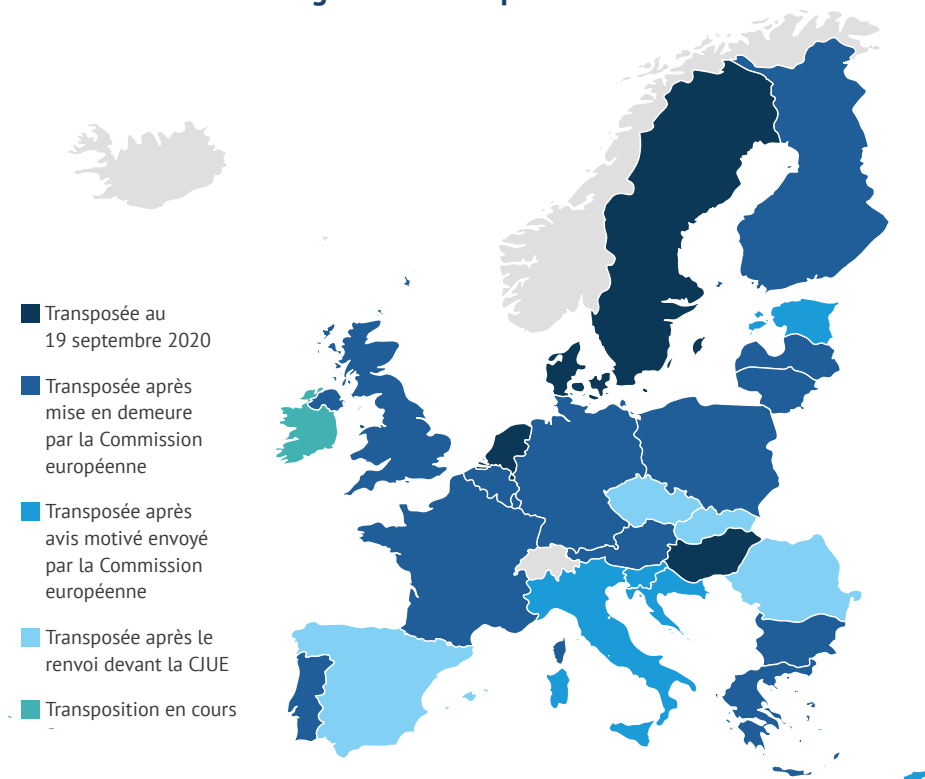 Transposée au
19 septembre 2020
Transposée après
mise en demeure
par la Commission
européenne
Transposée après
avis motivé envoyé
par la Commission
européenne
Transposée après le
renvoi devant la CJUE
Transposition en cours